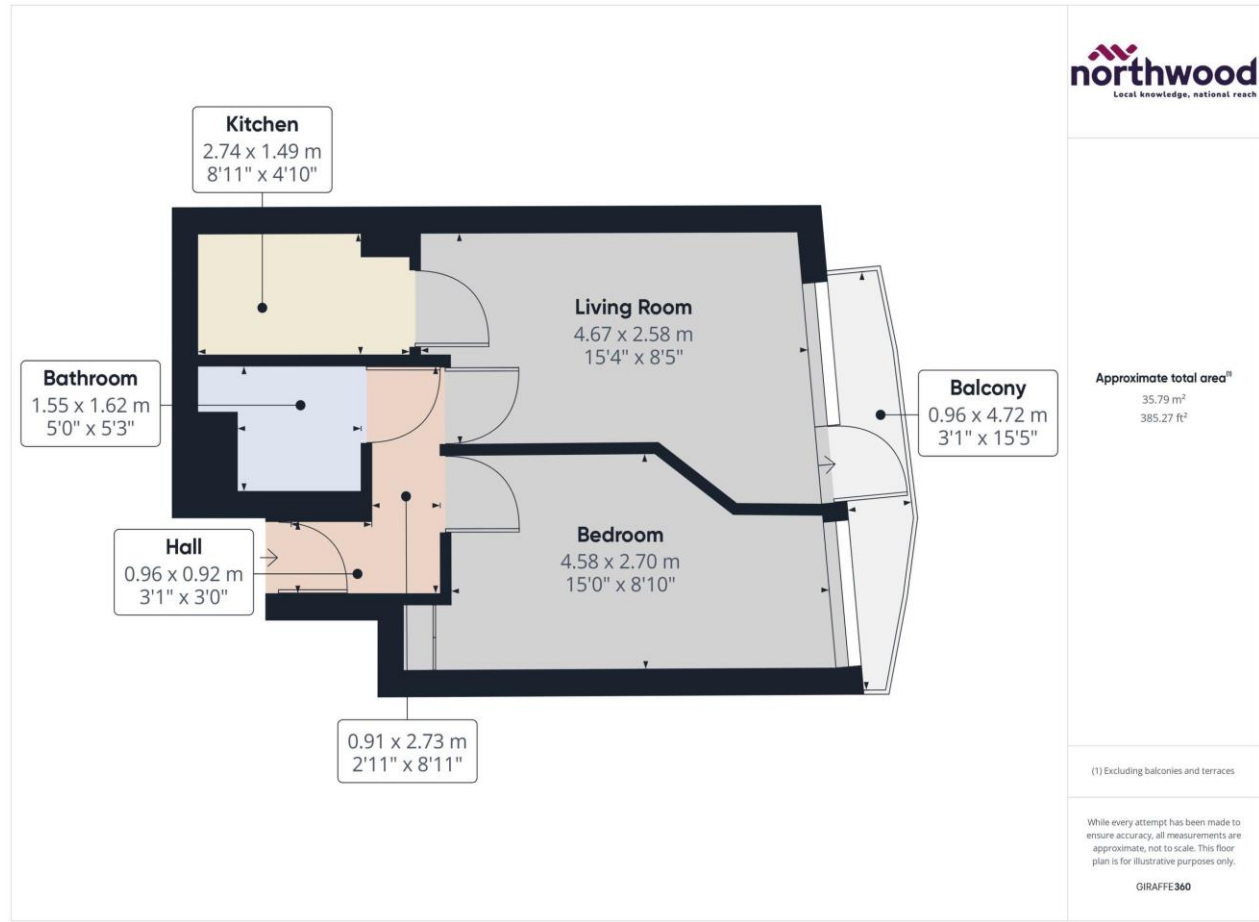 northwood
Local knowledge, national reach
Kitchen
2.74 x 1.49 m
8'11" x 4'10"
Living Room
4.67 x 2.58 m
15'4" x 8'5"
Bathroom
1.55 x 1.62 m
5'0" x 5'3"
Balcony
0.96 x 4.72 m
3'1" x 15'5"
Hall
0.96 x 0.92 m
3'1" x 3'0"
Bedroom
4.58 x 2.70 m
15'0" x 8'10"
0.91 x 2.73 m
2'11" x 8'11"
Approximate total area(1)
35.79 m²
385.27 ft²
(1) Excluding balconies and terraces
While every attempt has been made to
ensure accuracy, all measurements are
approximate, not to scale. This floor
plan is for illustrative purposes only.
GIRAFFE360